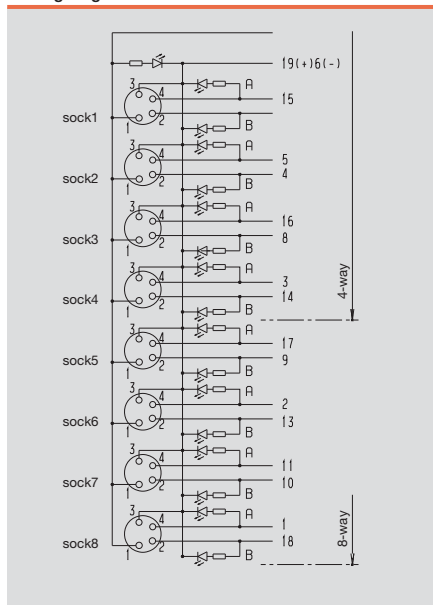 19(+)6(-)
3 A
4 15
sock1
1 2 B
3 A
4 5
4
sock2
1 2 B
3 A
4 16
8
sock3
1 2 B
3 A
4 3
14
sock4
1 2 B
4-way
3 A
4 17
9
sock5
1 2 B
3 A
4 2
13
sock6
1 2 B
3 A
4 11
10
sock7
1 2 B
3 A
4 1
18
sock8
1 2 B
8-way